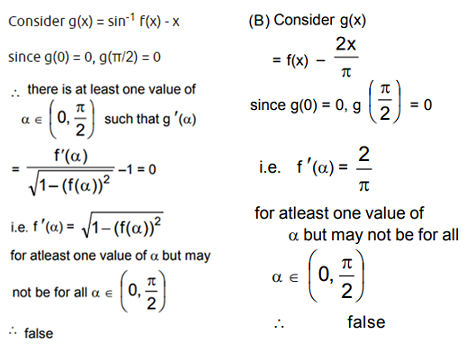 Consider g(x) = sin⁻¹ f(x) - x
since g(0) = 0, g(π/2) = 0
∴ there is at least one value of
α ∈ (0, π/2) such that g '(α)
= f'(α)/√(1–(f(α))²) –1 = 0
i.e. f '(α) = √(1–(f(α))²)
for atleast one value of α but may
not be for all α ∈ (0, π/2)
∴ false
(B) Consider g(x)
= f(x) – 2x/π
since g(0) = 0, g (π/2) = 0
i.e. f '(α) = 2/π
for atleast one value of
α but may not be for all
α ∈ (0, π/2)
∴ false